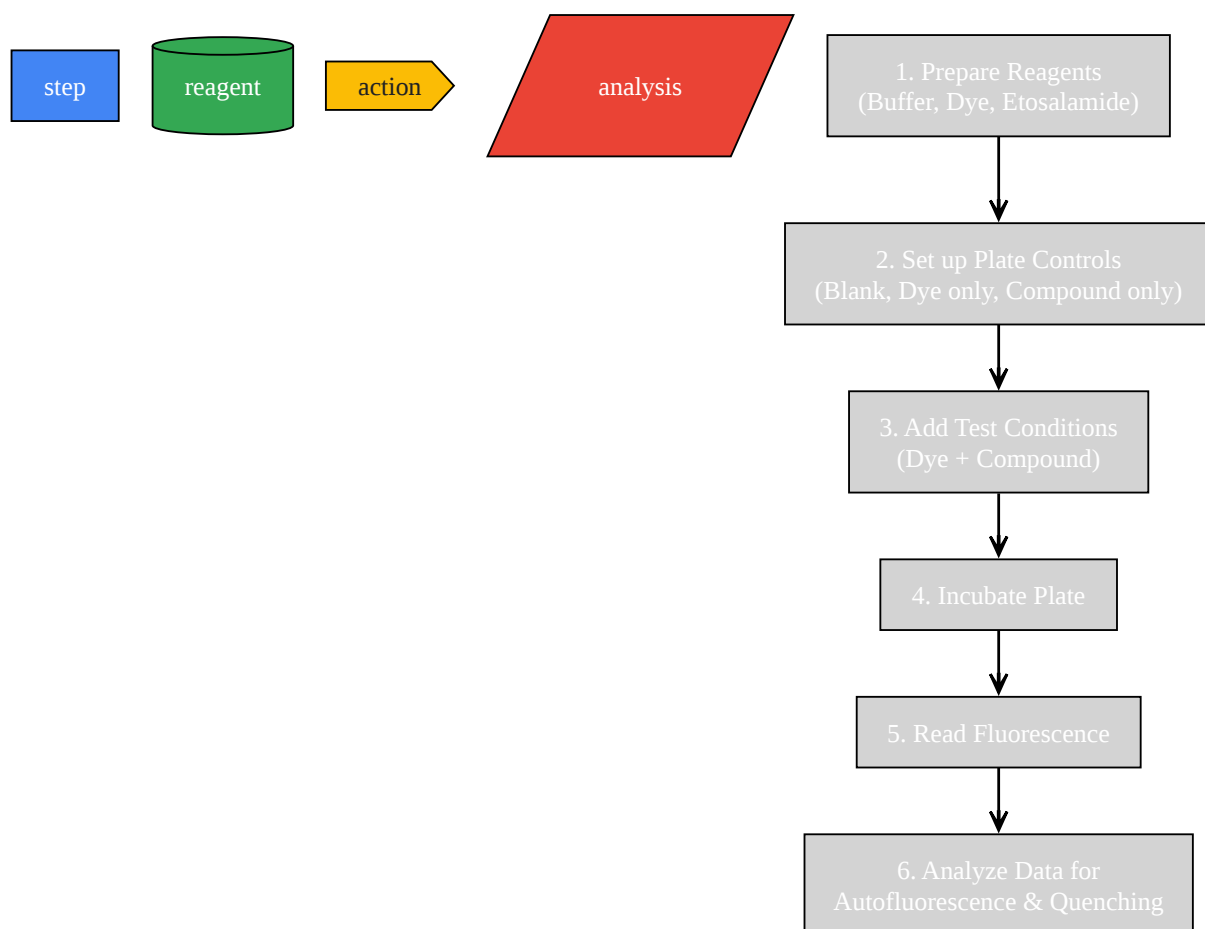 step
reagent
action
analysis
1. Prepare Reagents
(Buffer, Dye, Etosalamide)
2. Set up Plate Controls
(Blank, Dye only, Compound only)
3. Add Test Conditions
(Dye + Compound)
4. Incubate Plate
5. Read Fluorescence
6. Analyze Data for
Autofluorescence & Quenching